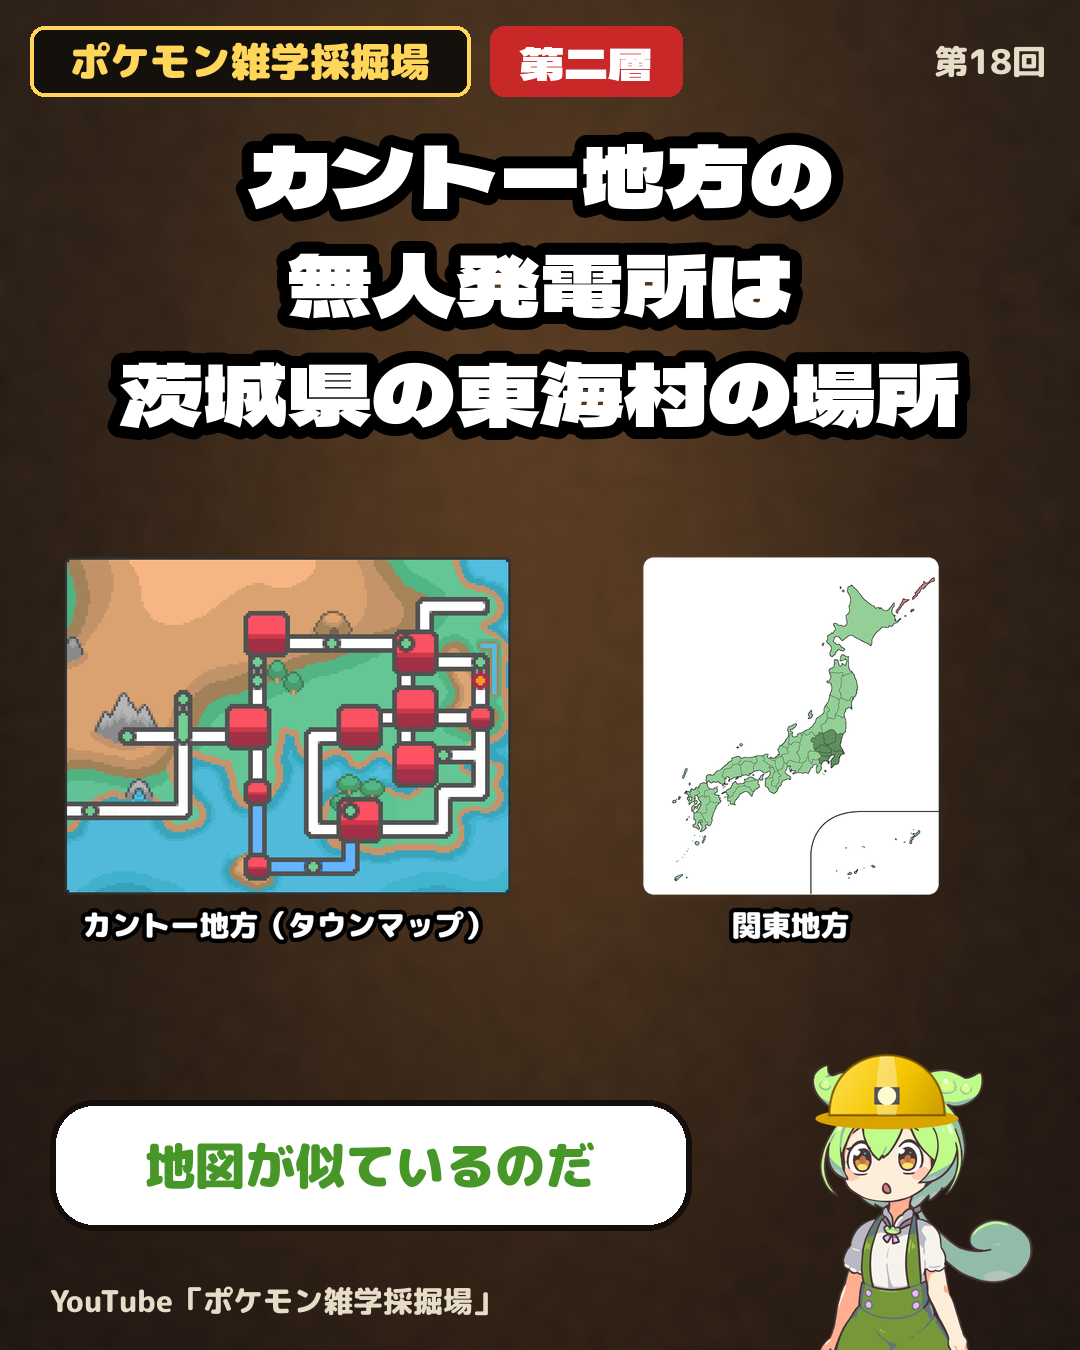 ポケモン雑学採掘場
第二層
第18回
カントー地方の
無人発電所は
茨城県の東海村の場所
カントー地方（タウンマップ）
関東地方
地図が似ているのだ
YouTube「ポケモン雑学採掘場」